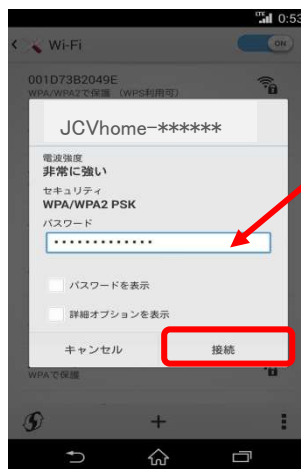 LTE 0:53
Wi-Fi
ON
001D73B2049E
WPA/WPA2で保護 (WPS利用可)
JCVhome-******
電波強度
非常に強い
セキュリティ
WPA/WPA2 PSK
パスワード
•••••••••••••
パスワードを表示
詳細オプションを表示
キャンセル 接続
WPAで保護